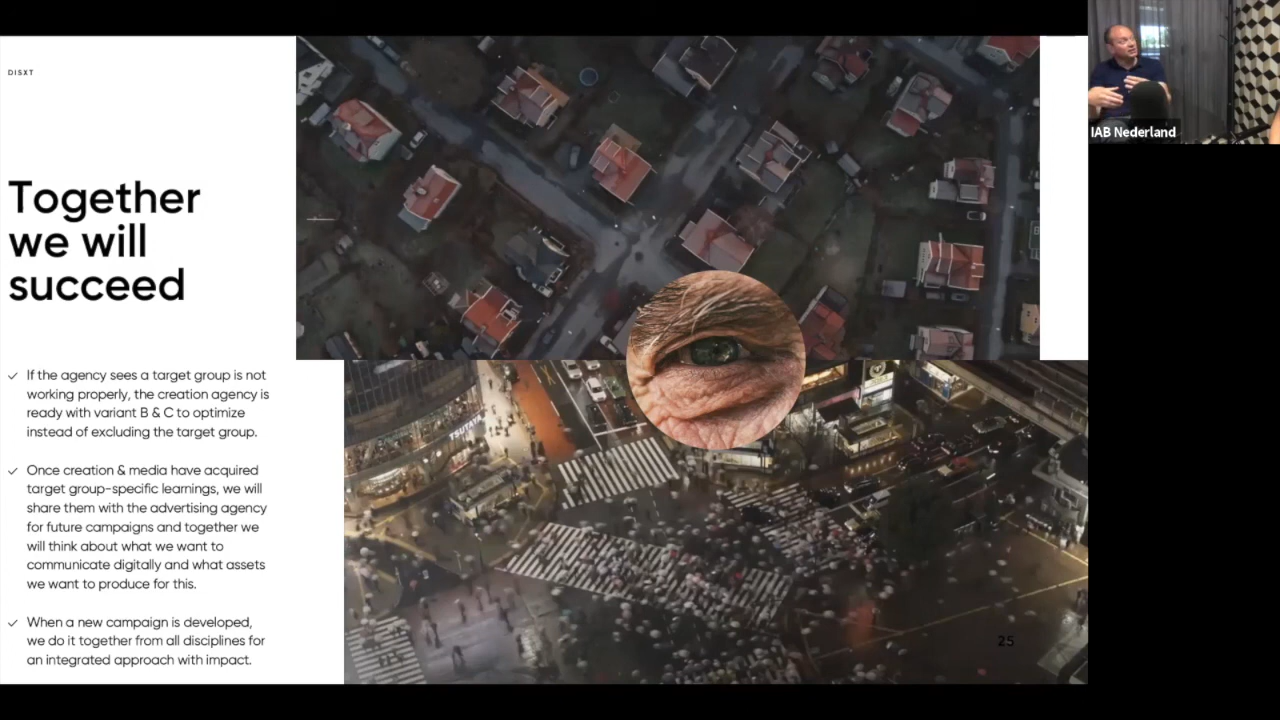 DISXT
Together
we will
succeed
If the agency sees a target group is not
working properly, the creation agency is
ready with variant B & C to optimize
instead of excluding the target group.
Once creation & media have acquired
target group-specific learnings, we will
share them with the advertising agency
for future campaigns and together we
will think about what we want to
communicate digitally and what assets
we want to produce for this.
When a new campaign is developed,
we do it together from all disciplines for
an integrated approach with impact.
TSUTAYA
25
IAB Nederland